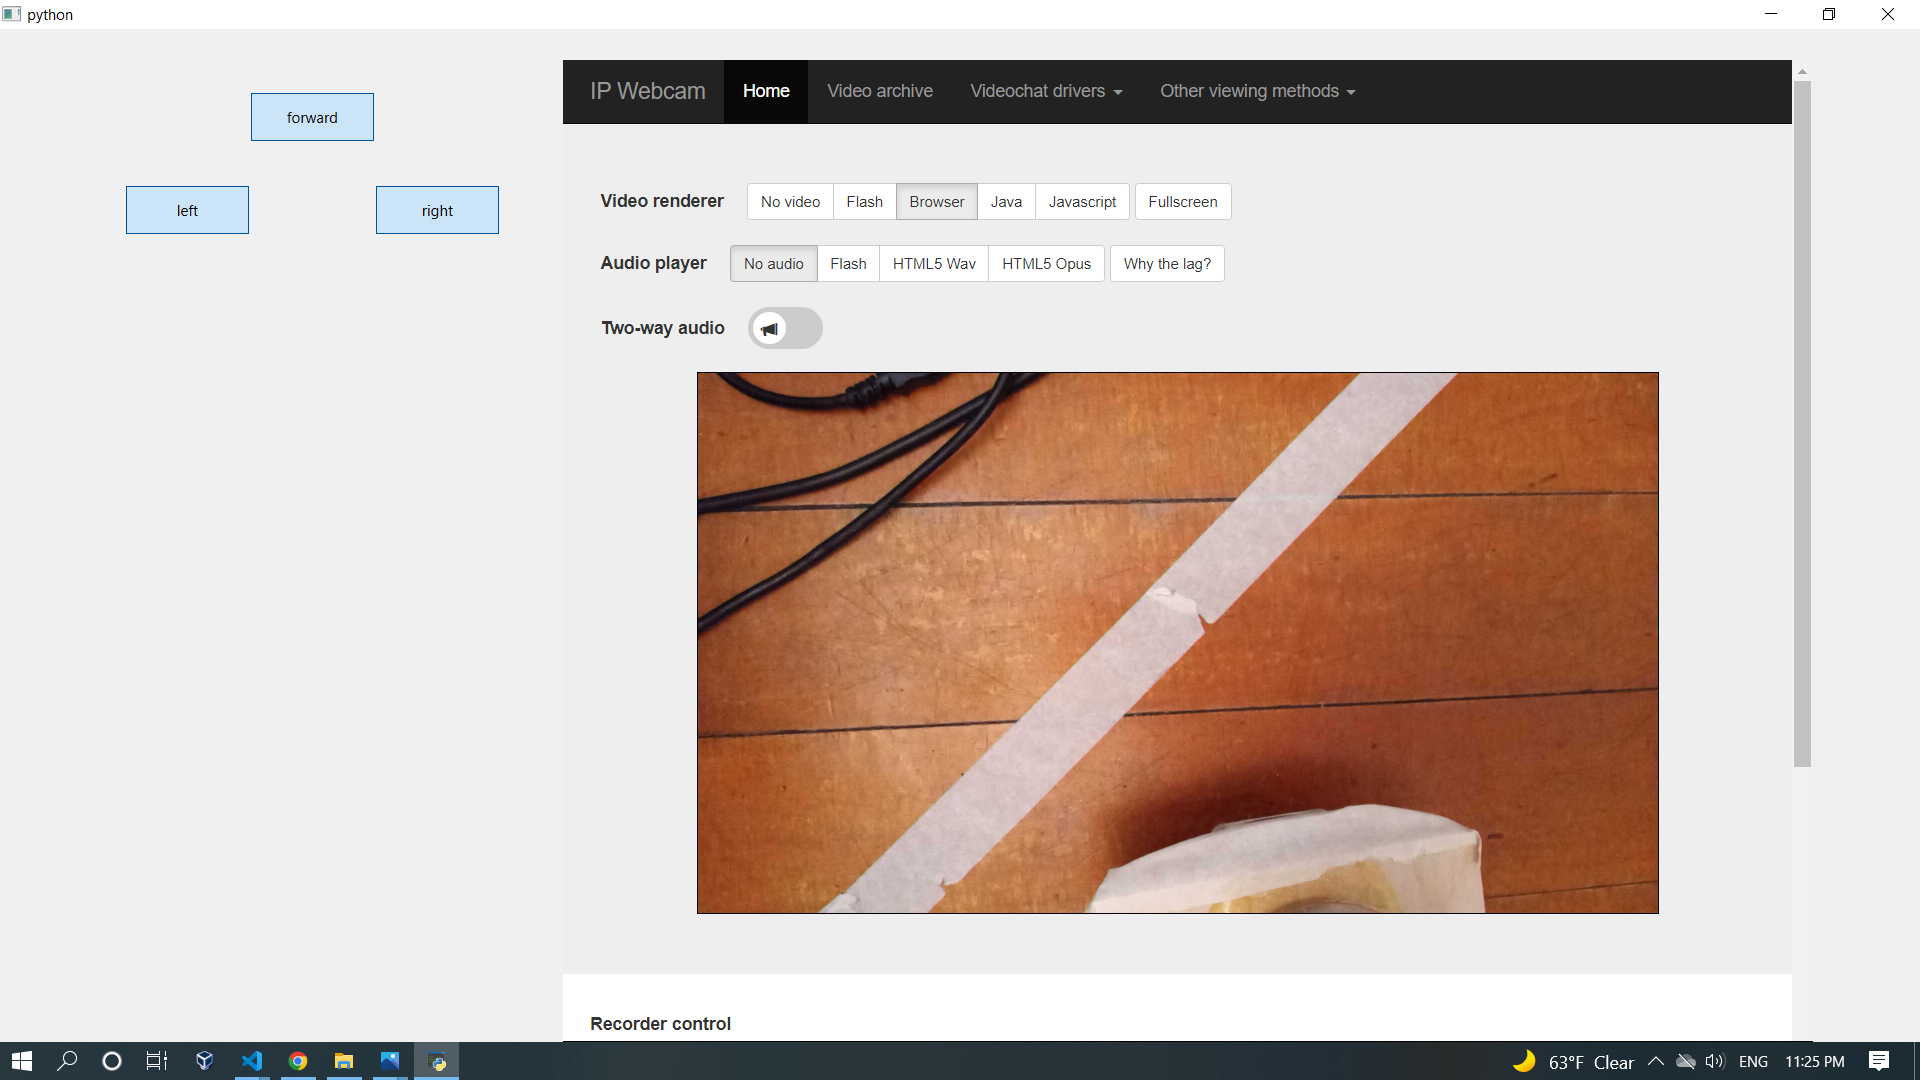 python
forward
left right
IP Webcam Home Video archive Videochat drivers Other viewing methods
Video renderer No video Flash Browser Java Javascript Fullscreen
Audio player No audio Flash HTML5 Wav HTML5 Opus Why the lag?
Two-way audio
Recorder control
63°F Clear ENG 11:25 PM